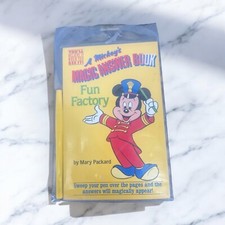 A Mickey's
MAGIC ANSWER BOOK
Fun
Factory
by Mary Packard
Swoop your pen over the pages and the
answers will magically appear!